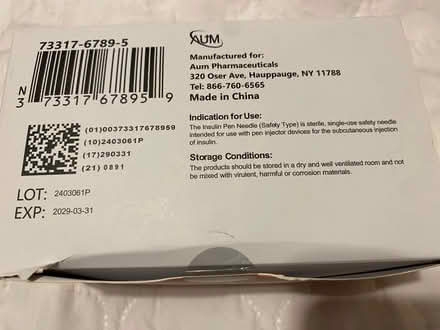 73317-6789-5
N
3 73317 67895 9
(01)00373317678959
(10)2403061P
(17)290331
(21) 0891
LOT: 2403061P
EXP: 2029-03-31
AUM
Manufactured for:
Aum Pharmaceuticals
320 Oser Ave, Hauppauge, NY 11788
Tel: 866-760-6565
Made in China
Indication for Use:
The Insulin Pen Needle (Safety Type) is sterile, single-use safety needle
intended for use with pen injector devices for the subcutaneous injection
of insulin.
Storage Conditions:
The products should be stored in a dry and well ventilated room and not
be mixed with virulent, harmful or corrosion materials.